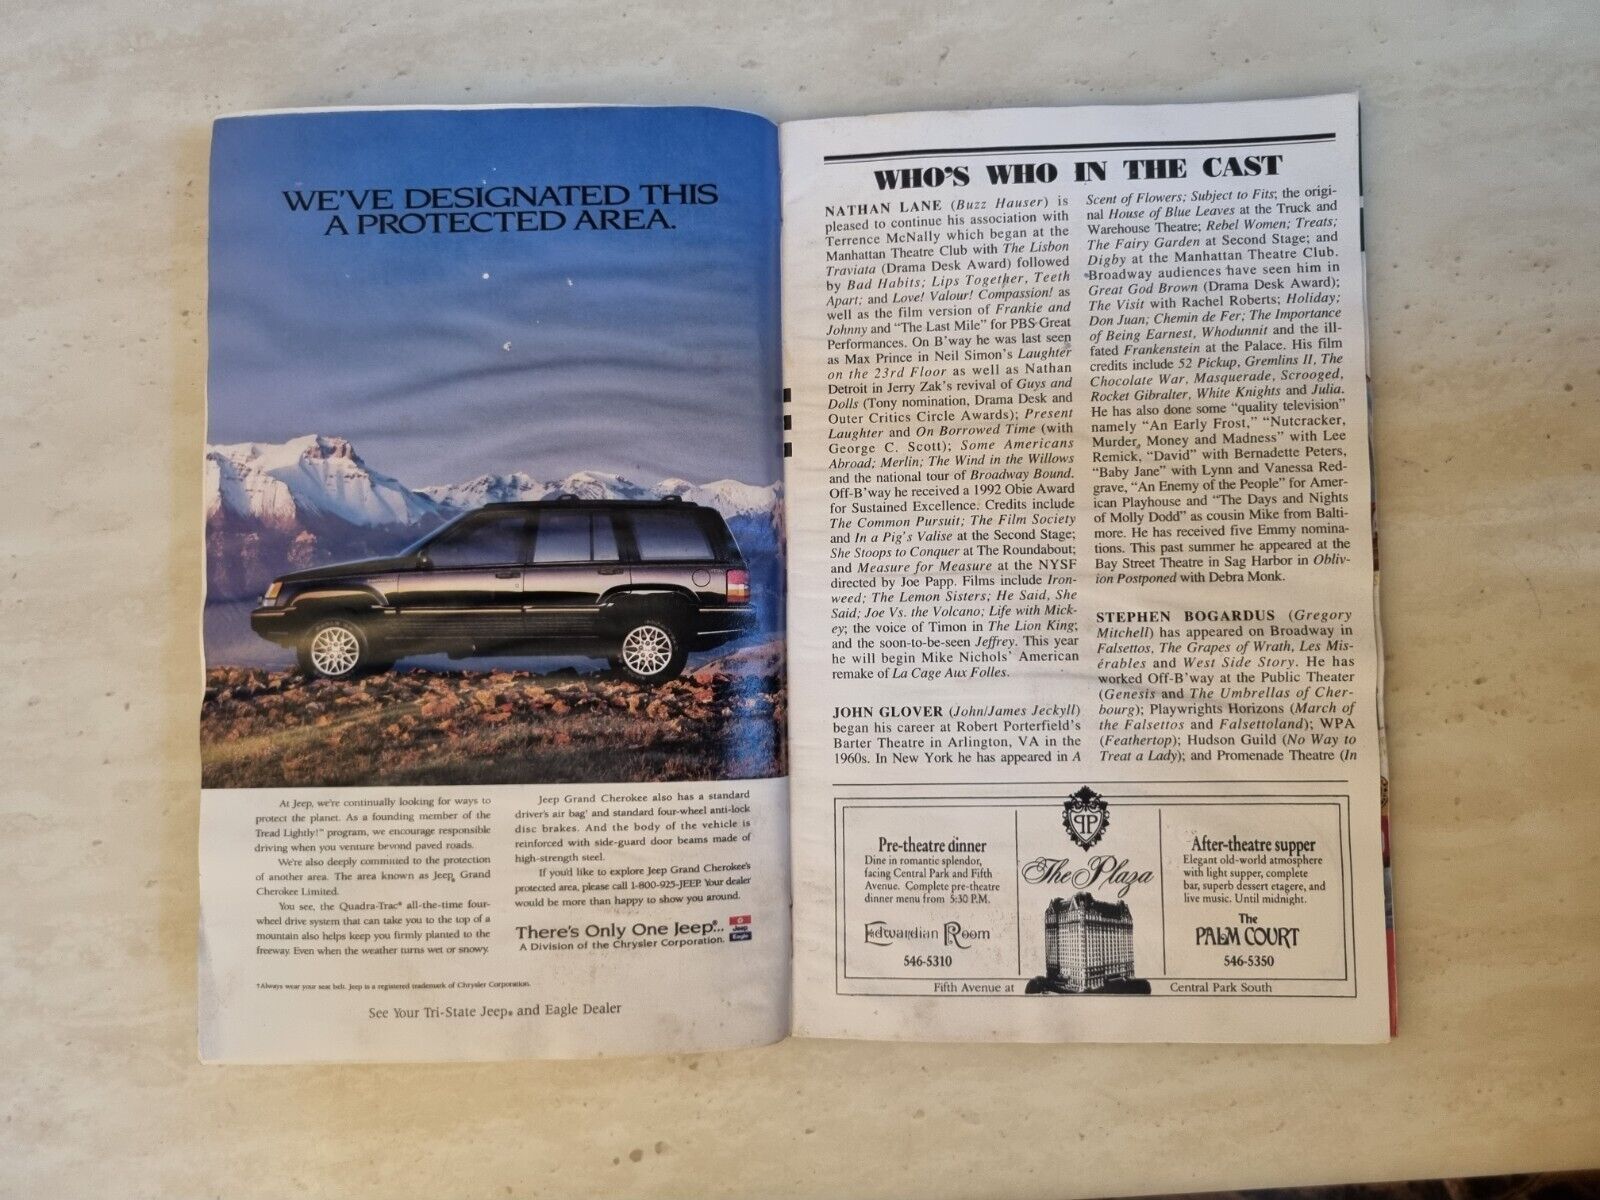 WE'VE DESIGNATED THIS
A PROTECTED AREA.
At Jeep, we're continually looking for ways to
protect the planet. As a founding member of the
Tread Lightly!™ program, we encourage responsible
driving when you venture beyond paved roads.
We're also deeply committed to the protection
of another area. The area known as Jeep® Grand
Cherokee Limited.
You see, the Quadra-Trac® all-the-time four-
wheel drive system that can take you to the top of a
mountain also helps keep you firmly planted to the
freeway. Even when the weather turns wet or snowy.
Jeep Grand Cherokee also has a standard
driver's air bag† and standard four-wheel anti-lock
disc brakes. And the body of the vehicle is
reinforced with side-guard door beams made of
high-strength steel.
If you'd like to explore Jeep Grand Cherokee's
protected area, please call 1-800-925-JEEP. Your dealer
would be more than happy to show you around.
There's Only One Jeep®...
A Division of the Chrysler Corporation.
Jeep
Eagle
†Always wear your seat belt. Jeep is a registered trademark of Chrysler Corporation.
See Your Tri-State Jeep® and Eagle Dealer
WHO'S WHO IN THE CAST
NATHAN LANE (Buzz Hauser) is
pleased to continue his association with
Terrence McNally which began at the
Manhattan Theatre Club with The Lisbon
Traviata (Drama Desk Award) followed
by Bad Habits; Lips Together, Teeth
Apart; and Love! Valour! Compassion! as
well as the film version of Frankie and
Johnny and "The Last Mile" for PBS Great
Performances. On B'way he was last seen
as Max Prince in Neil Simon's Laughter
on the 23rd Floor as well as Nathan
Detroit in Jerry Zak's revival of Guys and
Dolls (Tony nomination, Drama Desk and
Outer Critics Circle Awards); Present
Laughter and On Borrowed Time (with
George C. Scott); Some Americans
Abroad; Merlin; The Wind in the Willows
and the national tour of Broadway Bound.
Off-B'way he received a 1992 Obie Award
for Sustained Excellence. Credits include
The Common Pursuit; The Film Society
and In a Pig's Valise at the Second Stage;
She Stoops to Conquer at The Roundabout;
and Measure for Measure at the NYSF
directed by Joe Papp. Films include Iron-
weed; The Lemon Sisters; He Said, She
Said; Joe Vs. the Volcano; Life with Mick-
ey; the voice of Timon in The Lion King;
and the soon-to-be-seen Jeffrey. This year
he will begin Mike Nichols' American
remake of La Cage Aux Folles.
JOHN GLOVER (John/James Jeckyll)
began his career at Robert Porterfield's
Barter Theatre in Arlington, VA in the
1960s. In New York he has appeared in A
Scent of Flowers; Subject to Fits; the origi-
nal House of Blue Leaves at the Truck and
Warehouse Theatre; Rebel Women; Treats;
The Fairy Garden at Second Stage; and
Digby at the Manhattan Theatre Club.
Broadway audiences have seen him in
Great God Brown (Drama Desk Award);
The Visit with Rachel Roberts; Holiday;
Don Juan; Chemin de Fer; The Importance
of Being Earnest, Whodunnit and the ill-
fated Frankenstein at the Palace. His film
credits include 52 Pickup, Gremlins II, The
Chocolate War, Masquerade, Scrooged,
Rocket Gibralter, White Knights and Julia.
He has also done some "quality television"
namely "An Early Frost," "Nutcracker,
Murder, Money and Madness" with Lee
Remick, "David" with Bernadette Peters,
"Baby Jane" with Lynn and Vanessa Red-
grave, "An Enemy of the People" for Amer-
ican Playhouse and "The Days and Nights
of Molly Dodd" as cousin Mike from Balti-
more. He has received five Emmy nomina-
tions. This past summer he appeared at the
Bay Street Theatre in Sag Harbor in Obliv-
ion Postponed with Debra Monk.
STEPHEN BOGARDUS (Gregory
Mitchell) has appeared on Broadway in
Falsettos, The Grapes of Wrath, Les Mis-
érables and West Side Story. He has
worked Off-B'way at the Public Theater
(Genesis and The Umbrellas of Cher-
bourg); Playwrights Horizons (March of
the Falsettos and Falsettoland); WPA
(Feathertop); Hudson Guild (No Way to
Treat a Lady); and Promenade Theatre (In
Pre-theatre dinner
Dine in romantic splendor,
facing Central Park and Fifth
Avenue. Complete pre-theatre
dinner menu from 5:30 P.M.
Edwardian Room
546-5310
The Plaza
After-theatre supper
Elegant old-world atmosphere
with light supper, complete
bar, superb dessert etagere, and
live music. Until midnight.
The
PALM COURT
546-5350
Fifth Avenue at Central Park South